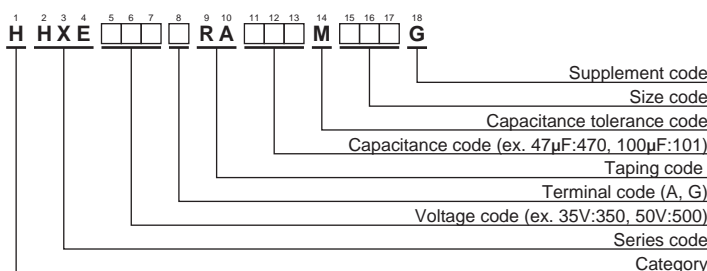 1 2 3 4 5 6 7 8 9 10 11 12 13 14 15 16 17 18
H HXE □□□ □ RA □□□ M □□□ G
Supplement code
Size code
Capacitance tolerance code
Capacitance code (ex. 47µF:470, 100µF:101)
Taping code
Terminal code (A, G)
Voltage code (ex. 35V:350, 50V:500)
Series code
Category